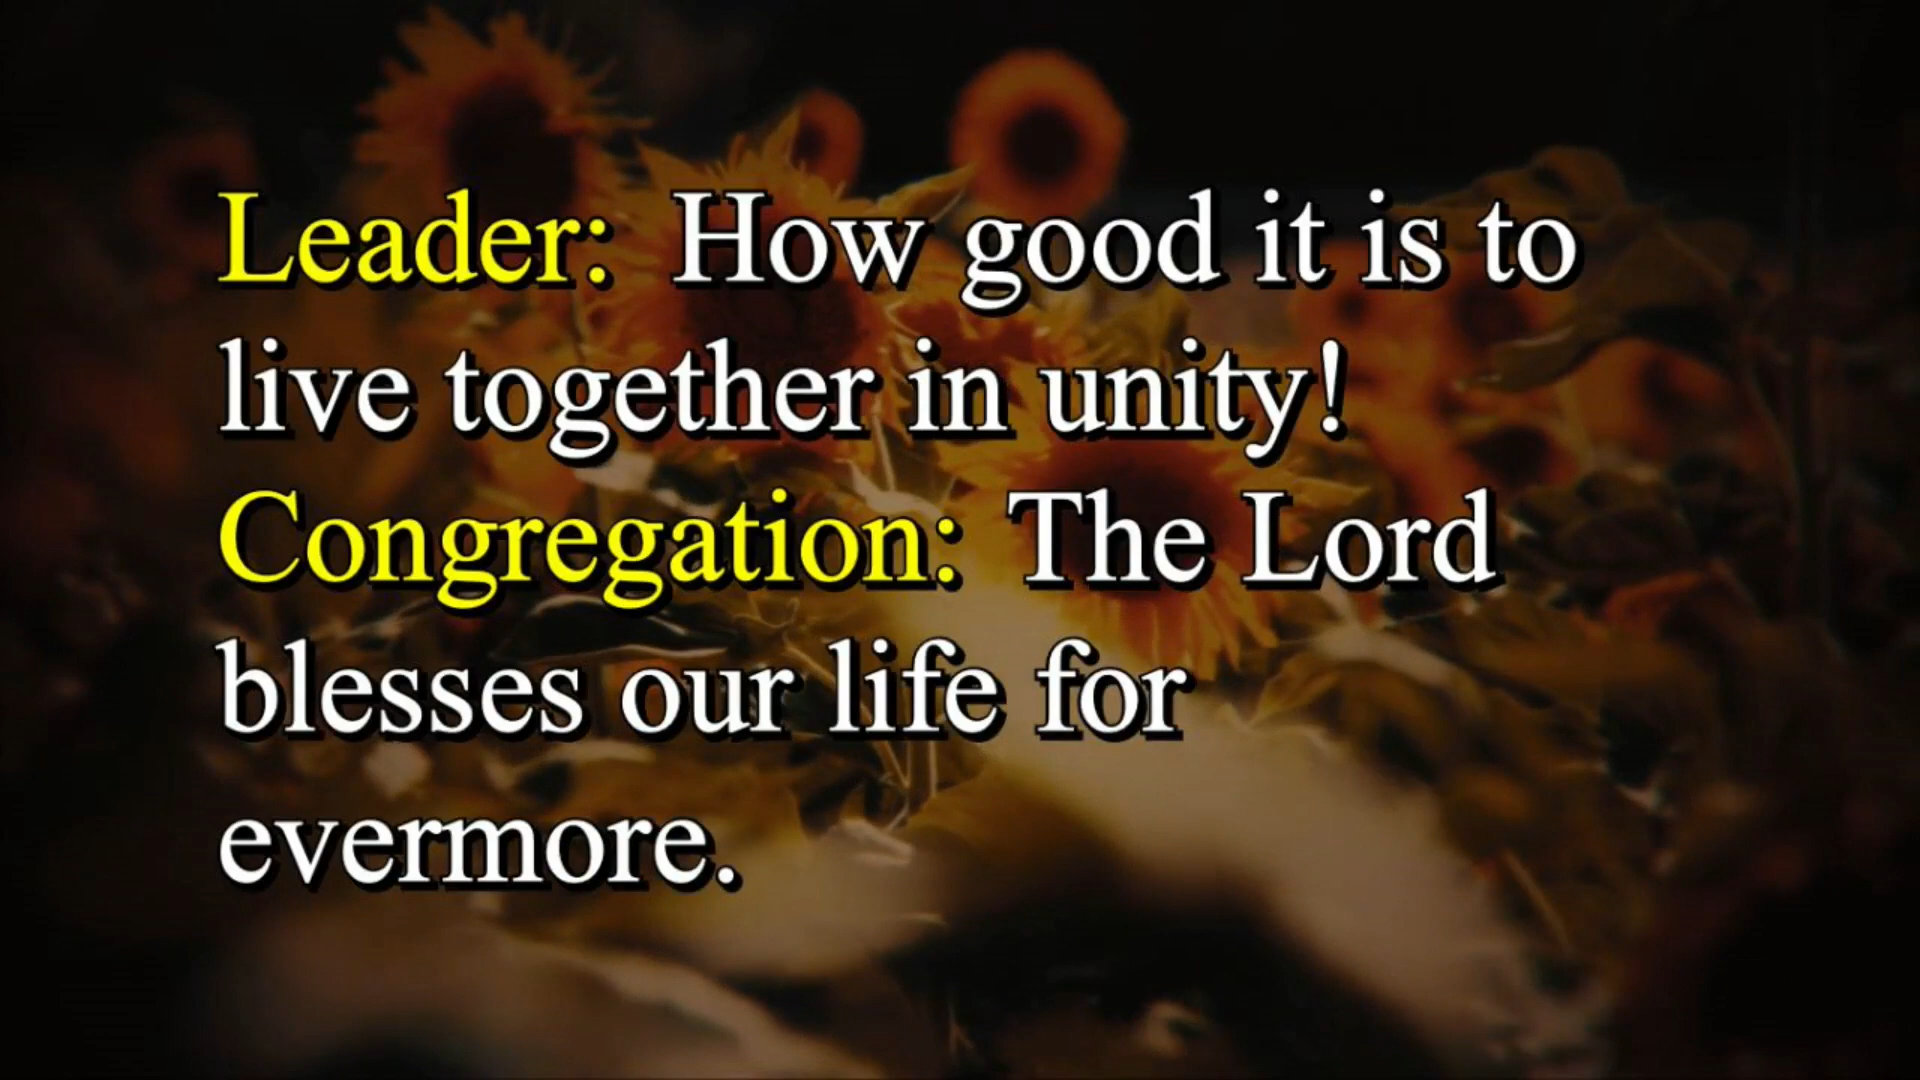 Leader: How good it is to
live together in unity!
Congregation: The Lord
blesses our life for
evermore.